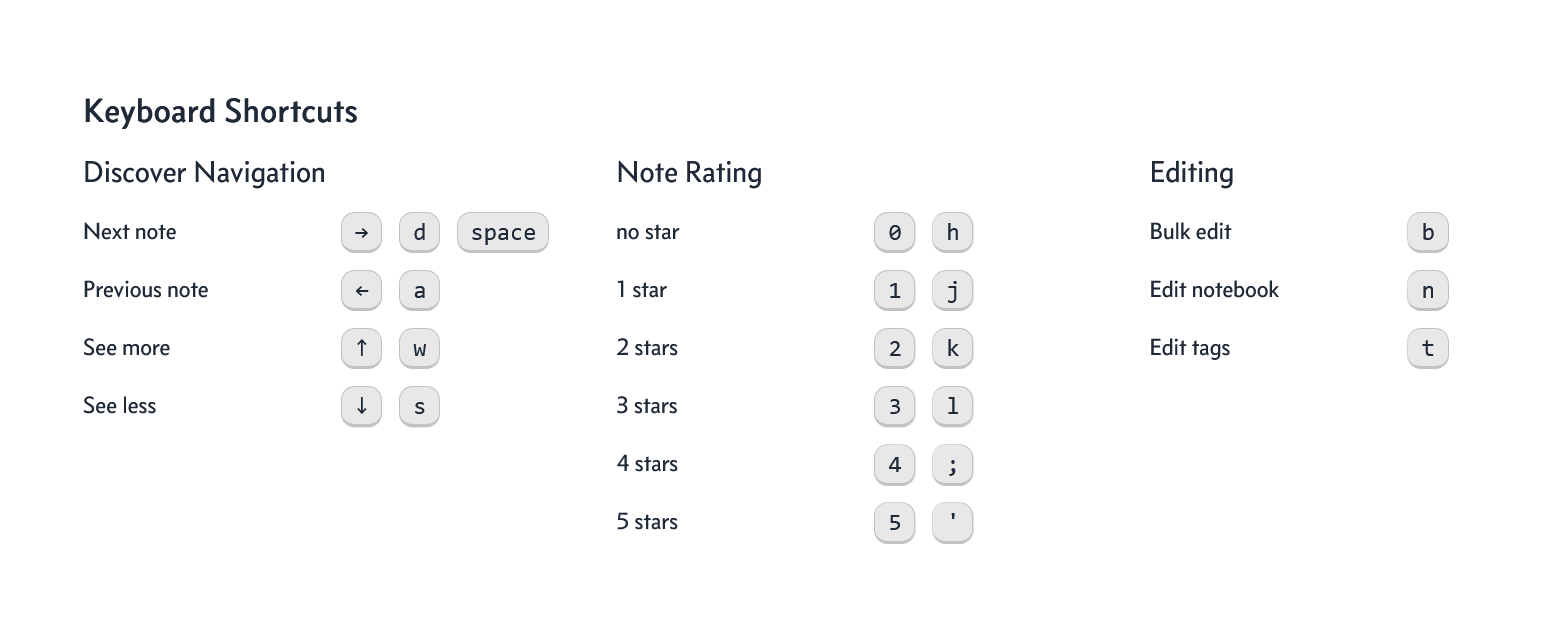 Keyboard Shortcuts
Discover Navigation
Next note → d space
Previous note ← a
See more ↑ w
See less ↓ s
Note Rating
no star 0 h
1 star 1 j
2 stars 2 k
3 stars 3 l
4 stars 4 ;
5 stars 5 '
Editing
Bulk edit b
Edit notebook n
Edit tags t